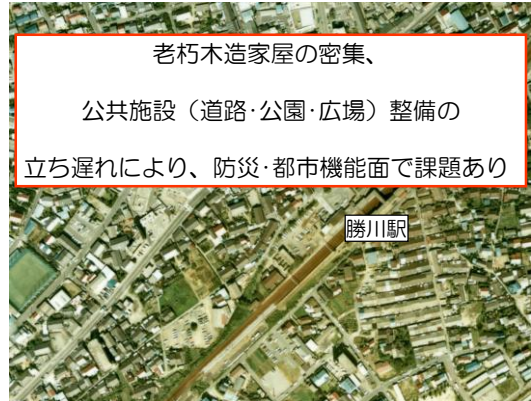 老朽木造家屋の密集、
公共施設（道路･公園･広場）整備の
立ち遅れにより、防災･都市機能面で課題あり
勝川駅